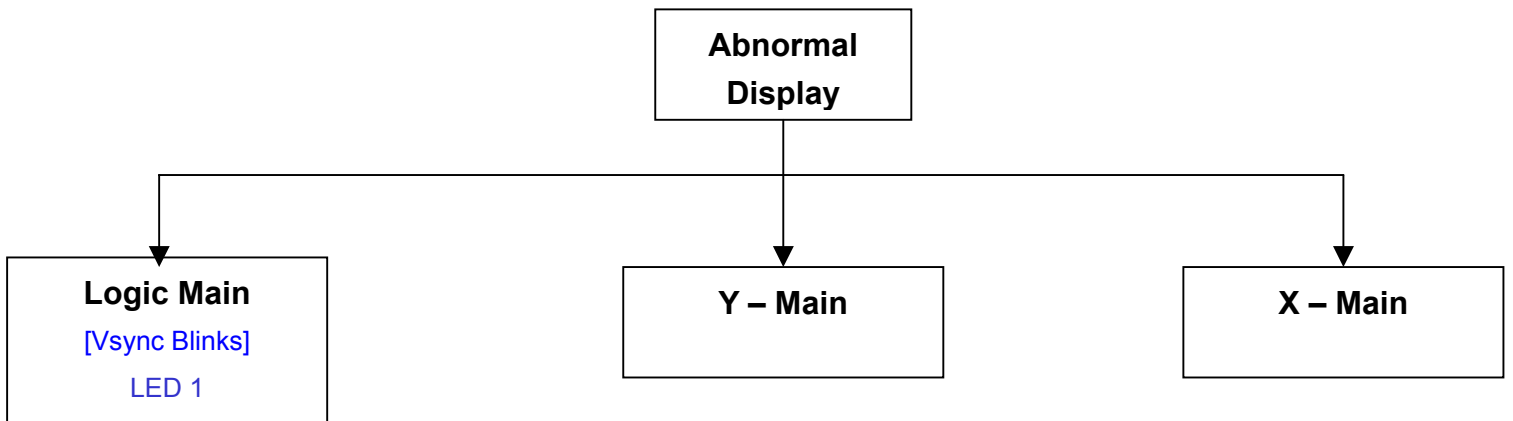 Abnormal
Display
Logic Main
[Vsync Blinks]
LED 1
Y – Main
X – Main